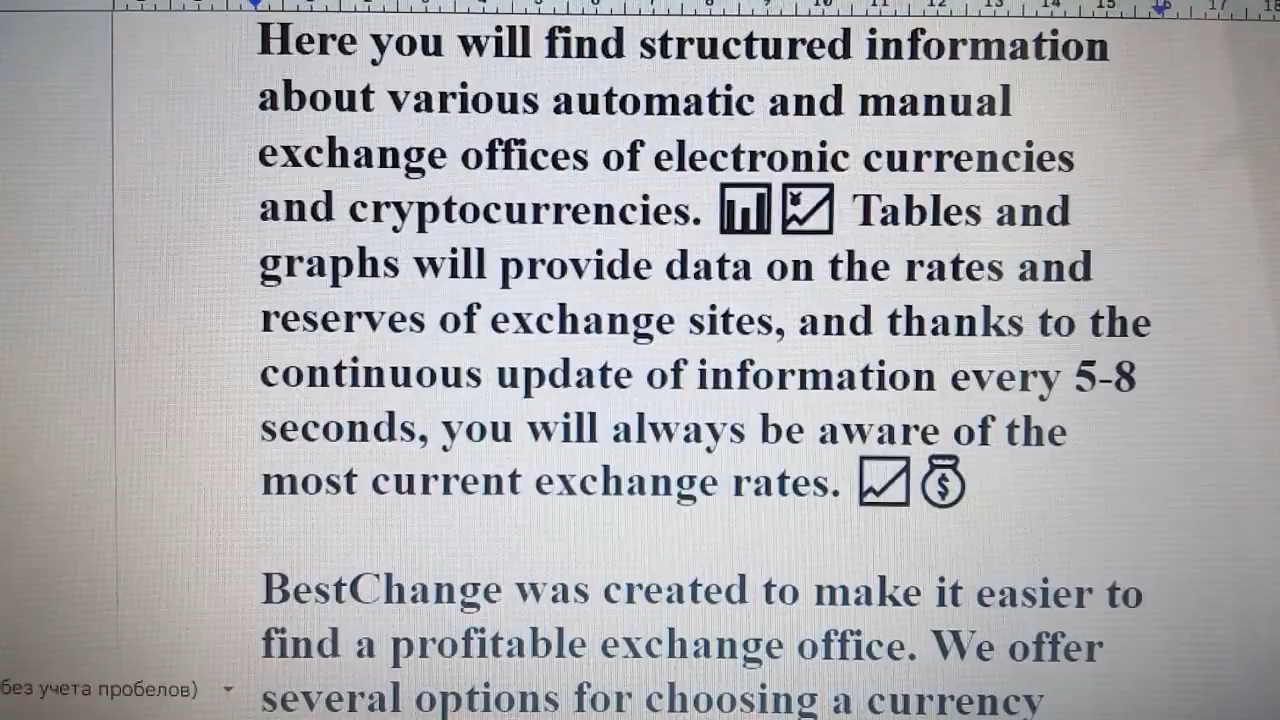 Here you will find structured information
about various automatic and manual
exchange offices of electronic currencies
and cryptocurrencies. 📊 💹 Tables and
graphs will provide data on the rates and
reserves of exchange sites, and thanks to the
continuous update of information every 5-8
seconds, you will always be aware of the
most current exchange rates. 📈 💰
BestChange was created to make it easier to
find a profitable exchange office. We offer
several options for choosing a currency
без учета пробелов)